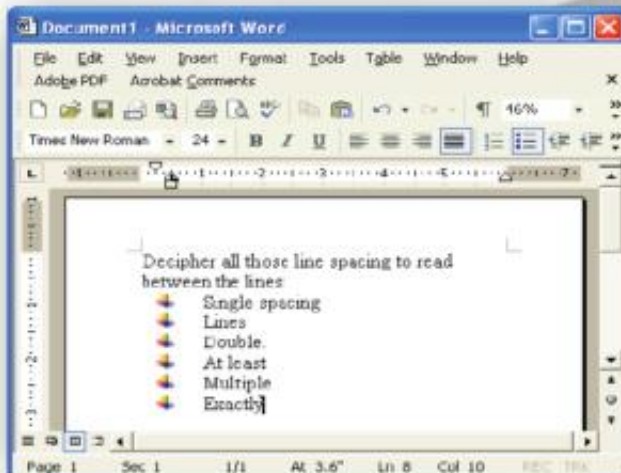 Document1 - Microsoft Word
File Edit View Insert Format Tools Table Window Help
Adobe PDF Acrobat Comments
46%
Times New Roman 24 B I U
Decipher all those line spacing to read
between the lines
Single spacing
Lines
Double.
At least
Multiple
Exactly
Page 1 Sec 1 1/1 At 3.6" Ln 8 Col 10 REC TRK